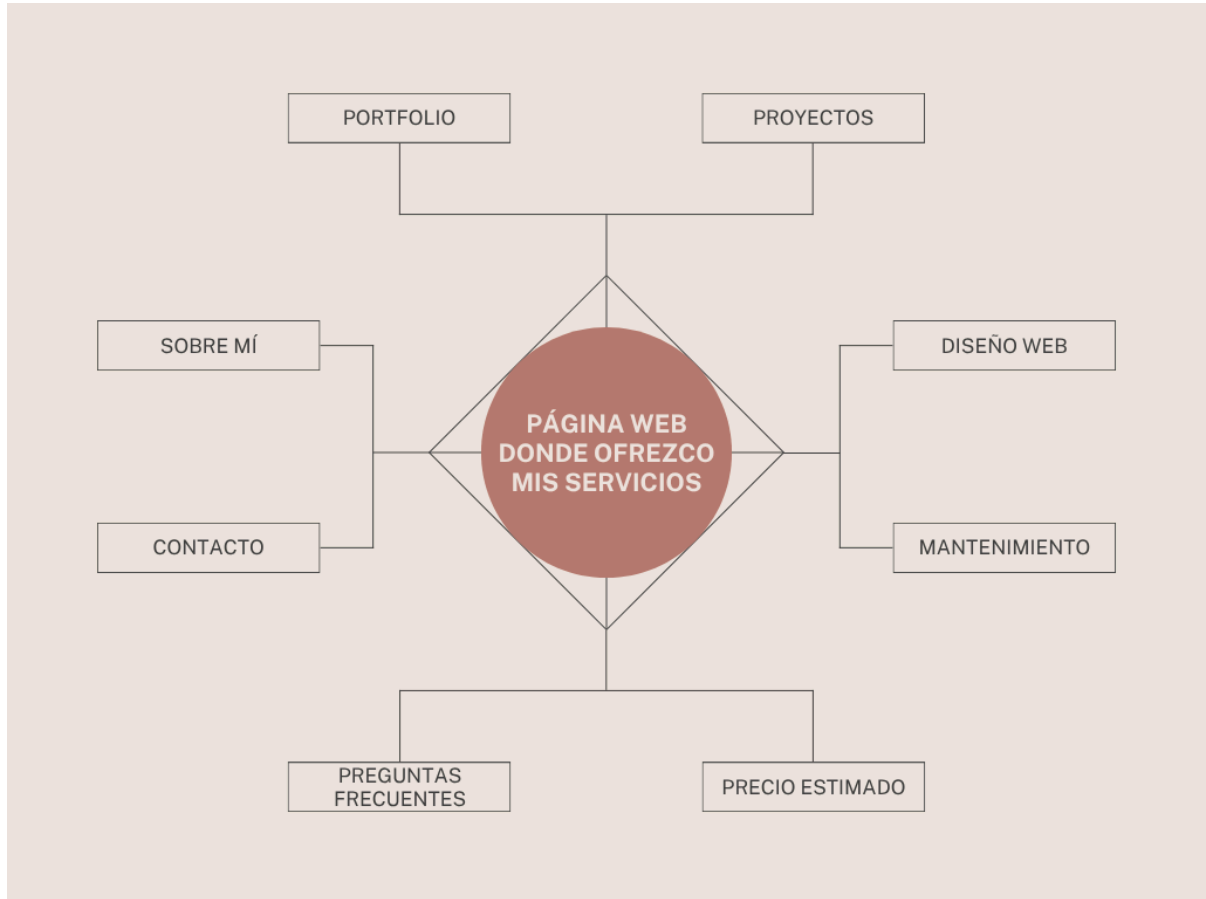 PORTFOLIO
PROYECTOS
SOBRE MÍ
DISEÑO WEB
PÁGINA WEB
DONDE OFREZCO
MIS SERVICIOS
CONTACTO
MANTENIMIENTO
PREGUNTAS
FRECUENTES
PRECIO ESTIMADO